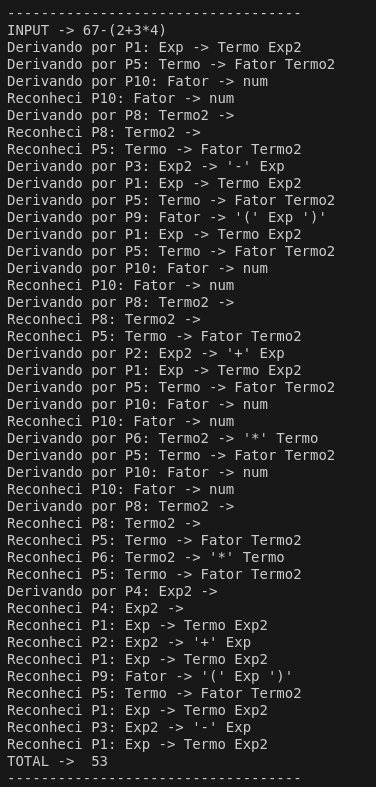 -----------------------------------
INPUT -> 67-(2+3*4)
Derivando por P1: Exp -> Termo Exp2
Derivando por P5: Termo -> Fator Termo2
Derivando por P10: Fator -> num
Reconheci P10: Fator -> num
Derivando por P8: Termo2 ->
Reconheci P8: Termo2 ->
Reconheci P5: Termo -> Fator Termo2
Derivando por P3: Exp2 -> '-' Exp
Derivando por P1: Exp -> Termo Exp2
Derivando por P5: Termo -> Fator Termo2
Derivando por P9: Fator -> '(' Exp ')'
Derivando por P1: Exp -> Termo Exp2
Derivando por P5: Termo -> Fator Termo2
Derivando por P10: Fator -> num
Reconheci P10: Fator -> num
Derivando por P8: Termo2 ->
Reconheci P8: Termo2 ->
Reconheci P5: Termo -> Fator Termo2
Derivando por P2: Exp2 -> '+' Exp
Derivando por P1: Exp -> Termo Exp2
Derivando por P5: Termo -> Fator Termo2
Derivando por P10: Fator -> num
Reconheci P10: Fator -> num
Derivando por P6: Termo2 -> '*' Termo
Derivando por P5: Termo -> Fator Termo2
Derivando por P10: Fator -> num
Reconheci P10: Fator -> num
Derivando por P8: Termo2 ->
Reconheci P8: Termo2 ->
Reconheci P5: Termo -> Fator Termo2
Reconheci P6: Termo2 -> '*' Termo
Reconheci P5: Termo -> Fator Termo2
Derivando por P4: Exp2 ->
Reconheci P4: Exp2 ->
Reconheci P1: Exp -> Termo Exp2
Reconheci P2: Exp2 -> '+' Exp
Reconheci P1: Exp -> Termo Exp2
Reconheci P9: Fator -> '(' Exp ')'
Reconheci P5: Termo -> Fator Termo2
Reconheci P1: Exp -> Termo Exp2
Reconheci P3: Exp2 -> '-' Exp
Reconheci P1: Exp -> Termo Exp2
TOTAL ->  53
-----------------------------------